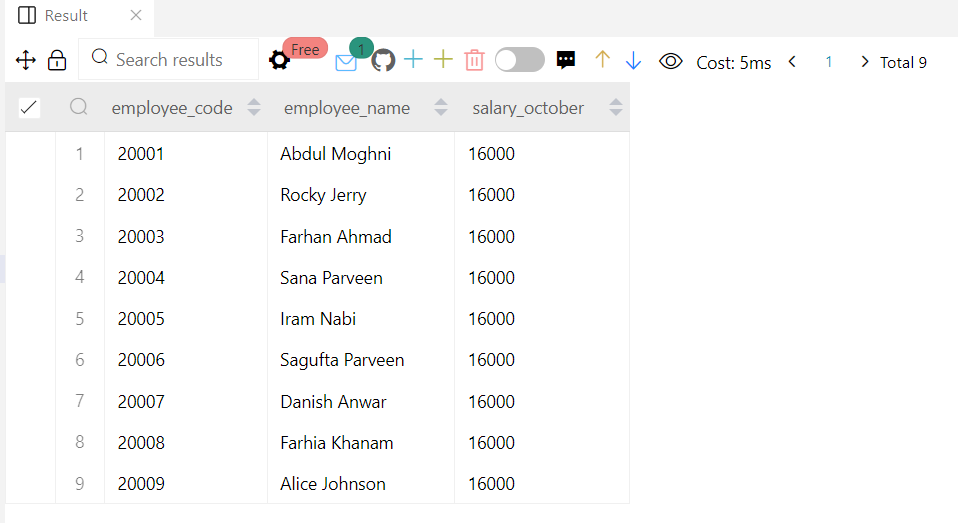 Result
Search results Free 1 Cost: 5ms 1 Total 9
employee_code employee_name salary_october
1 20001 Abdul Moghni 16000
2 20002 Rocky Jerry 16000
3 20003 Farhan Ahmad 16000
4 20004 Sana Parveen 16000
5 20005 Iram Nabi 16000
6 20006 Sagufta Parveen 16000
7 20007 Danish Anwar 16000
8 20008 Farhia Khanam 16000
9 20009 Alice Johnson 16000